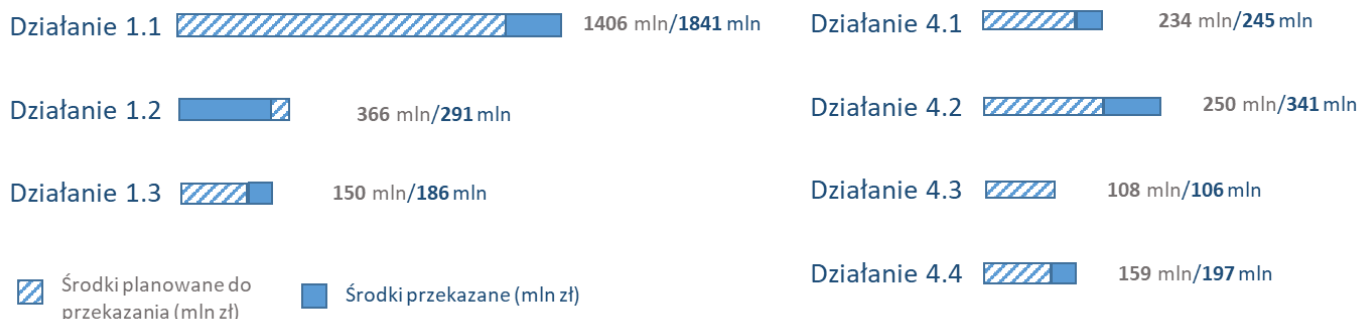 Działanie 1.1 1406 mln/1841 mln
Działanie 1.2 366 mln/291 mln
Działanie 1.3 150 mln/186 mln
Środki planowane do
przekazania (mln zł)
Środki przekazane (mln zł)
Działanie 4.1 234 mln/245 mln
Działanie 4.2 250 mln/341 mln
Działanie 4.3 108 mln/106 mln
Działanie 4.4 159 mln/197 mln